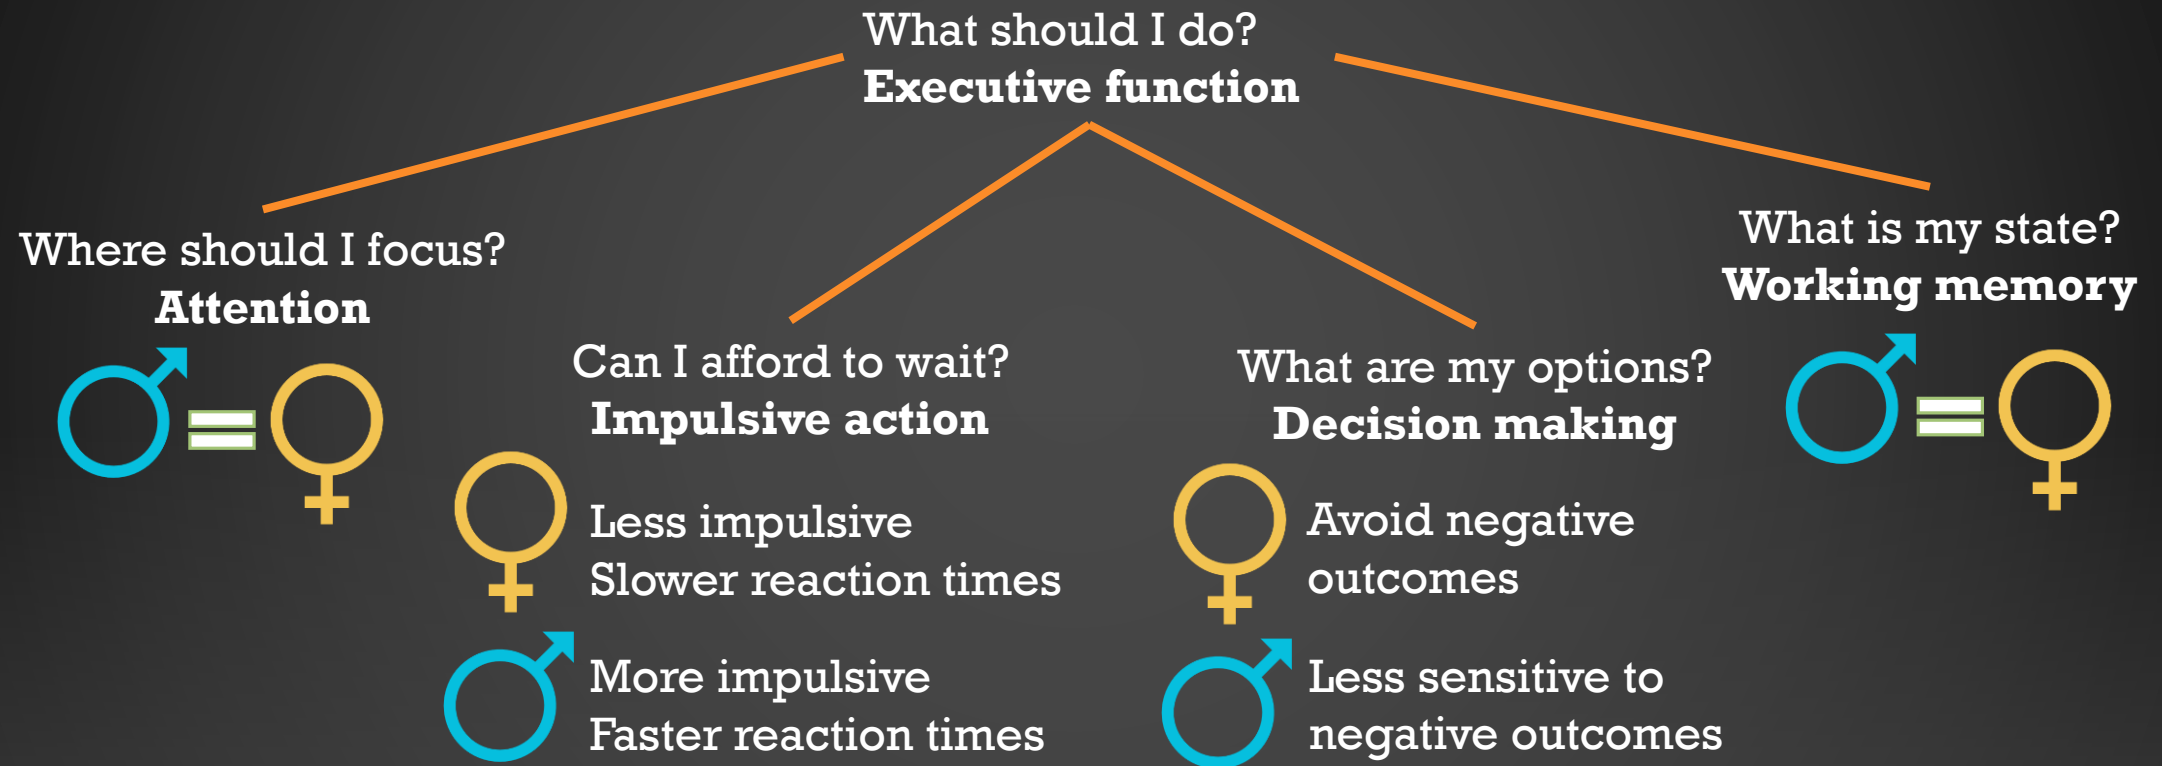 What should I do?
Executive function
Where should I focus?
Attention
Can I afford to wait?
Impulsive action
Less impulsive
Slower reaction times
More impulsive
Faster reaction times
What are my options?
Decision making
Avoid negative
outcomes
Less sensitive to
negative outcomes
What is my state?
Working memory